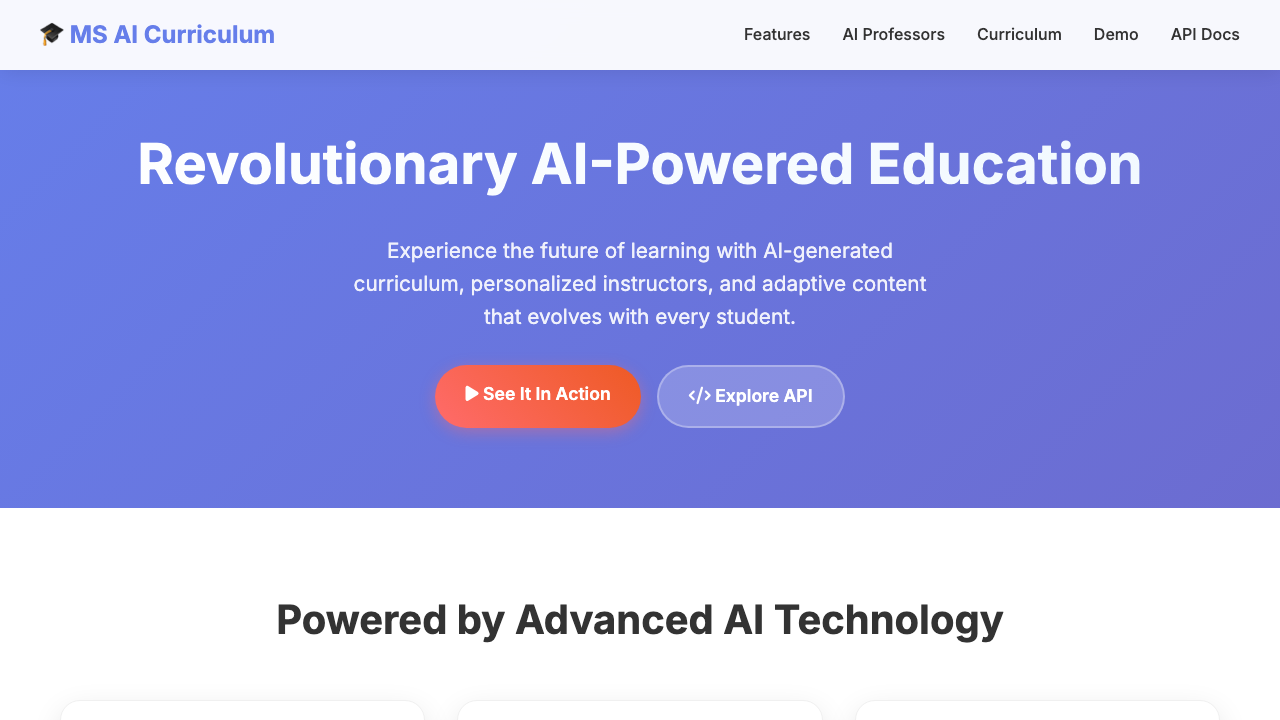 🎓 MS AI Curriculum
Features
AI Professors
Curriculum
Demo
API Docs
Revolutionary AI-Powered Education
Experience the future of learning with AI-generated
curriculum, personalized instructors, and adaptive content
that evolves with every student.
See It In Action
</> Explore API
Powered by Advanced AI Technology